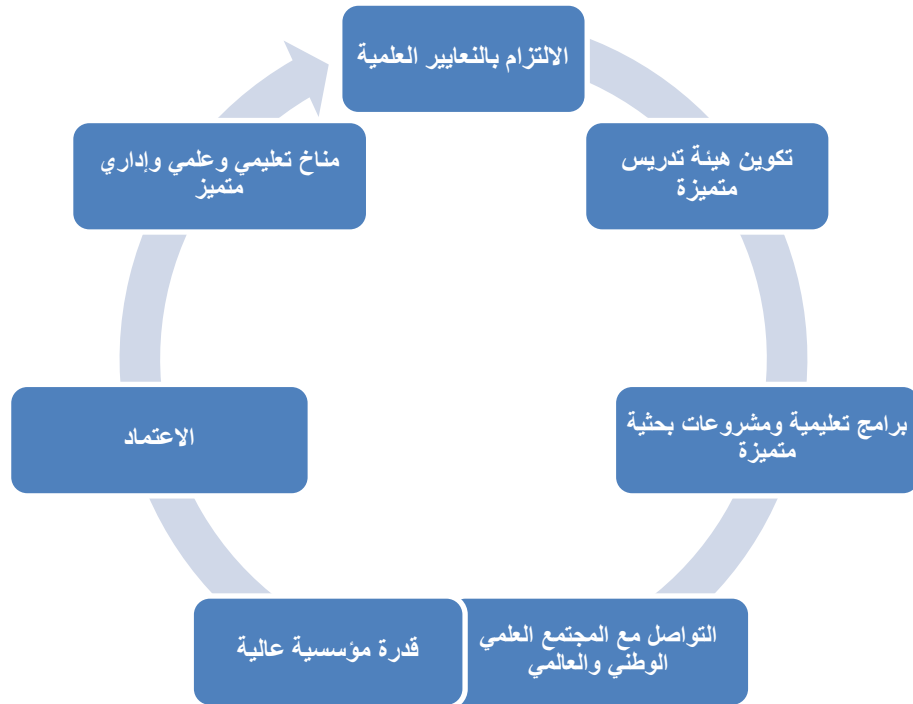 الالتزام بالنعايير العلمية
تكوين هيئة تدريس
متميزة
برامج تعليمية ومشروعات بحثية
متميزة
التواصل مع المجتمع العلمي
الوطني والعالمي
قدرة مؤسسية عالية
الاعتماد
مناخ تعليمي وعلمي وإداري
متميز